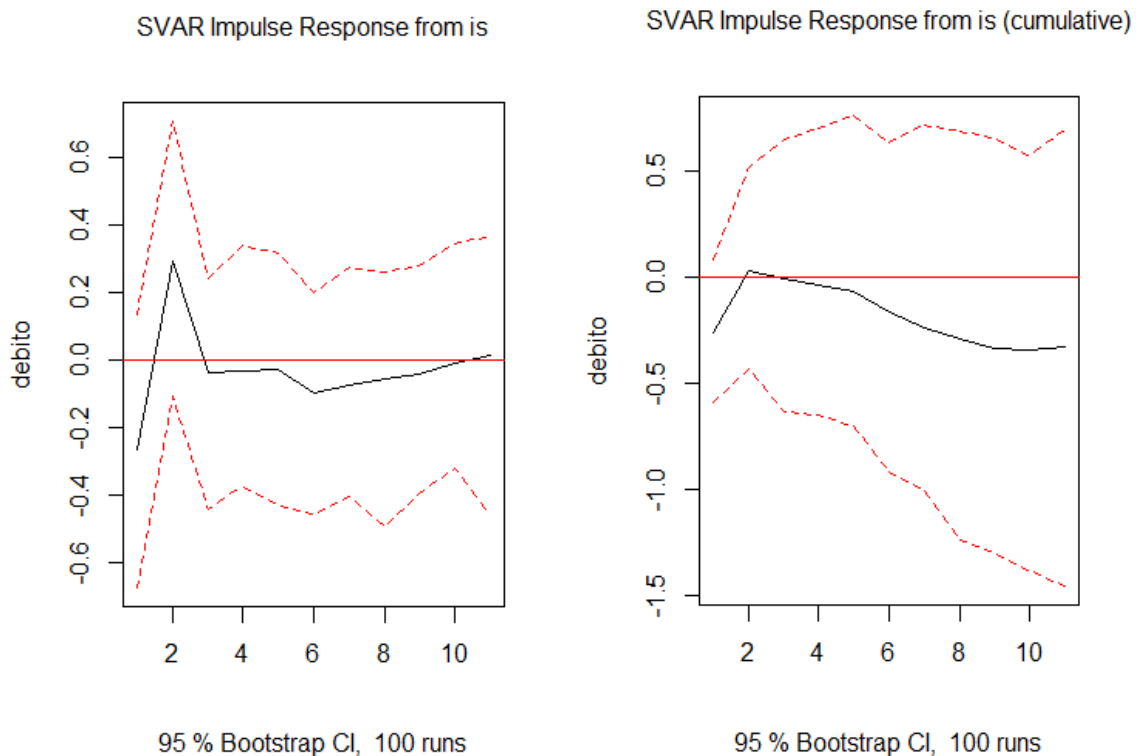 SVAR Impulse Response from is
debito
0.6
0.4
0.2
0.0
-0.2
-0.4
-0.6
2 4 6 8 10
95 % Bootstrap CI, 100 runs
SVAR Impulse Response from is (cumulative)
debito
0.5
0.0
-0.5
-1.0
-1.5
2 4 6 8 10
95 % Bootstrap CI, 100 runs